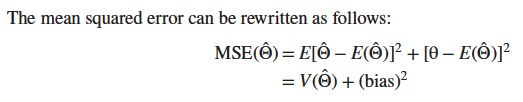 The mean squared error can be rewritten as follows:
MSE(Θ̂) = E[Θ̂ – E(Θ̂)]² + [θ – E(Θ̂)]²
= V(Θ̂) + (bias)²